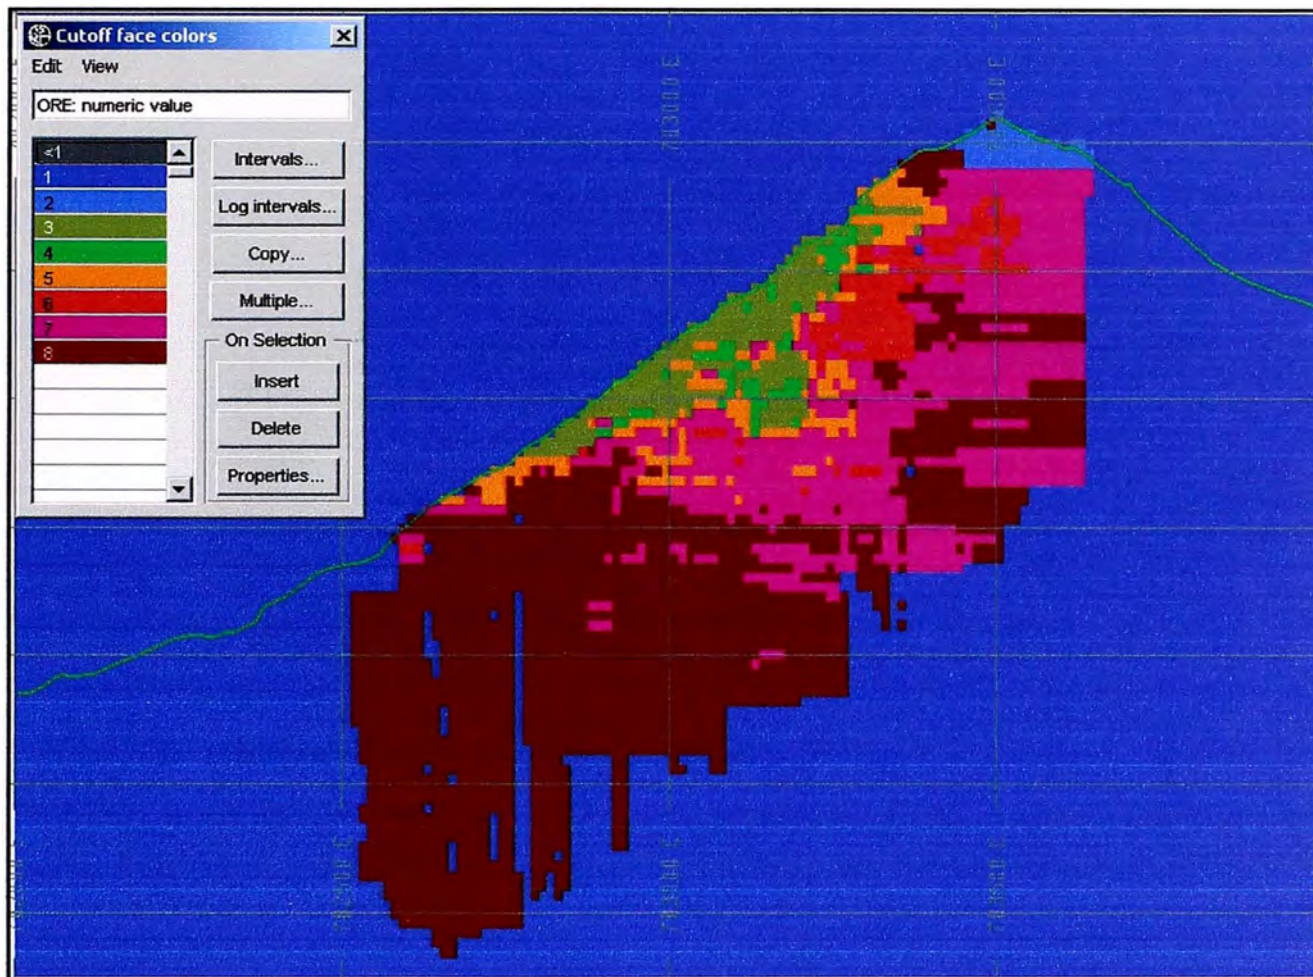 Cutoff face colors
Edit View
ORE: numeric value
<1
1
2
3
4
5
6
7
8
Intervals...
Log intervals...
Copy...
Multiple...
On Selection
Insert
Delete
Properties...
783000 E